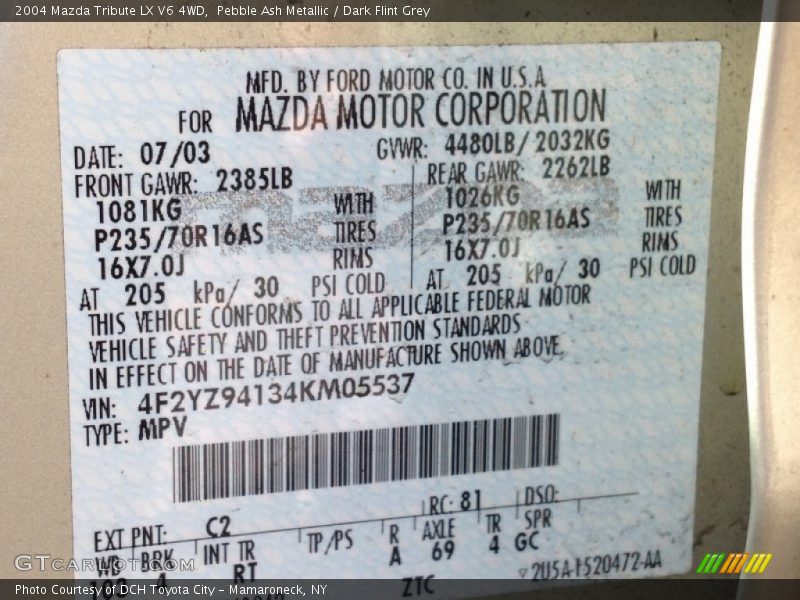 2004 Mazda Tribute LX V6 4WD, Pebble Ash Metallic / Dark Flint Grey
MFD. BY FORD MOTOR CO. IN U.S.A
FOR MAZDA MOTOR CORPORATION
DATE: 07/03 GVWR: 4480LB/ 2032KG
FRONT GAWR: 2385LB REAR GAWR: 2262LB
1081KG WITH 1026KG WITH
P235/70R16AS TIRES P235/70R16AS TIRES
16X7.0J RIMS 16X7.0J RIMS
AT 205 kPa/ 30 PSI COLD AT 205 kPa/ 30 PSI COLD
THIS VEHICLE CONFORMS TO ALL APPLICABLE FEDERAL MOTOR
VEHICLE SAFETY AND THEFT PREVENTION STANDARDS
IN EFFECT ON THE DATE OF MANUFACTURE SHOWN ABOVE.
VIN: 4F2YZ94134KM05537
TYPE: MPV
EXT PNT: C2 RC: 81 DSO:
WB BRK INT TR TP/PS R AXLE TR SPR
4 RT A 69 4 GC
ZTC 2U5A-1520472-AA
mazda
GTCarLot.com
Photo Courtesy of DCH Toyota City – Mamaroneck, NY